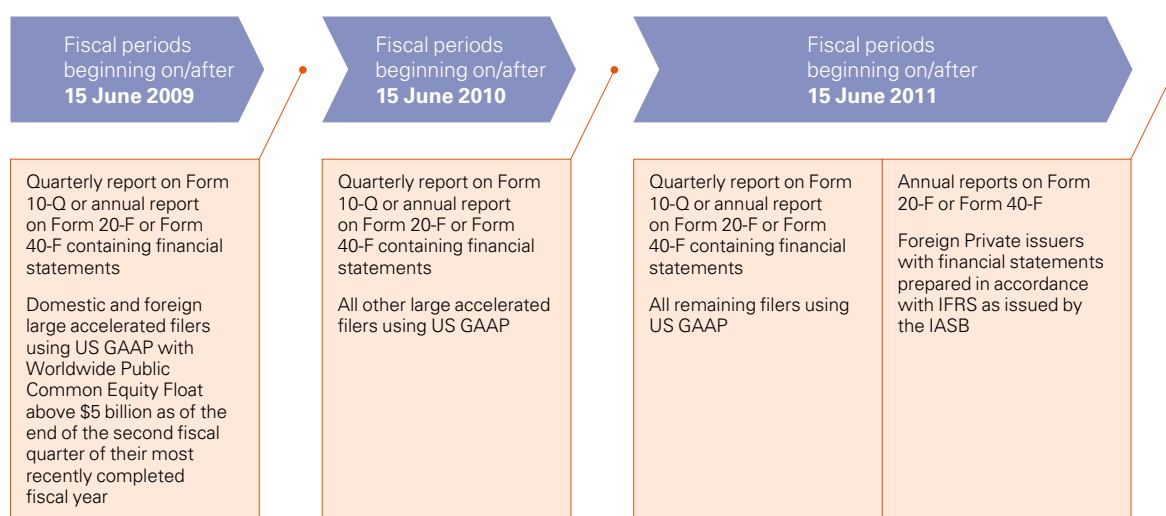 Fiscal periods
beginning on/after
15 June 2009
Fiscal periods
beginning on/after
15 June 2010
Fiscal periods
beginning on/after
15 June 2011
Quarterly report on Form
10-Q or annual report
on Form 20-F or Form
40-F containing financial
statements
Domestic and foreign
large accelerated filers
using US GAAP with
Worldwide Public
Common Equity Float
above $5 billion as of the
end of the second fiscal
quarter of their most
recently completed
fiscal year
Quarterly report on Form
10-Q or annual report
on Form 20-F or Form
40-F containing financial
statements
All other large accelerated
filers using US GAAP
Quarterly report on Form
10-Q or annual report
on Form 20-F or Form
40-F containing financial
statements
All remaining filers using
US GAAP
Annual reports on Form
20-F or Form 40-F
Foreign Private issuers
with financial statements
prepared in accordance
with IFRS as issued by
the IASB